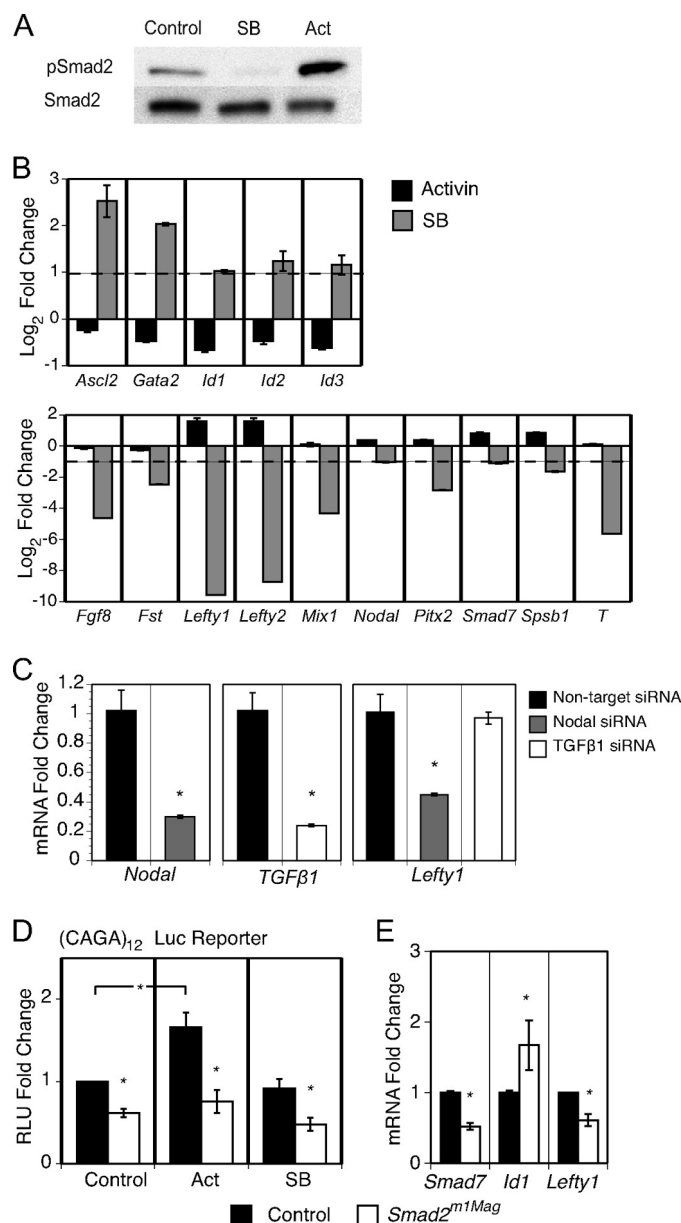 A
Control SB Act
pSmad2
Smad2
B
Activin
SB
Log2 Fold Change
3
2
1
0
-1
Ascl2 Gata2 Id1 Id2 Id3
Log2 Fold Change
2
0
-2
-4
-6
-8
-10
Fgf8 Fst Lefty1 Lefty2 Mix1 Nodal Pitx2 Smad7 Spsb1 T
C
mRNA Fold Change
1.2
1
0.8
0.6
0.4
0.2
0
* * *
Non-target siRNA
Nodal siRNA
TGFβ1 siRNA
Nodal TGFβ1 Lefty1
D
(CAGA)12 Luc Reporter
RLU Fold Change
2
1
0
*
* * *
Control Act SB
E
mRNA Fold Change
3
2
1
0
* * *
Smad7 Id1 Lefty1
Control Smad2m1Mag